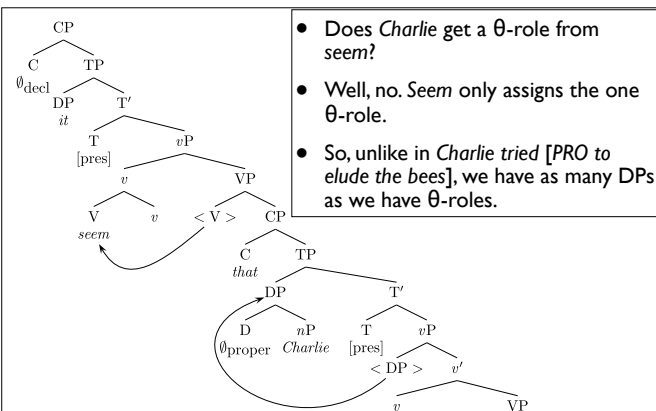 CP
C TP
∅decl
DP T′
it
T vP
[pres]
v VP
V v < V > CP
seem
C TP
that
DP T′
D nP T vP
∅proper Charlie [pres]
< DP > v′
v VP
• Does Charlie get a θ-role from
seem?
• Well, no. Seem only assigns the one
θ-role.
• So, unlike in Charlie tried [PRO to
elude the bees], we have as many DPs
as we have θ-roles.